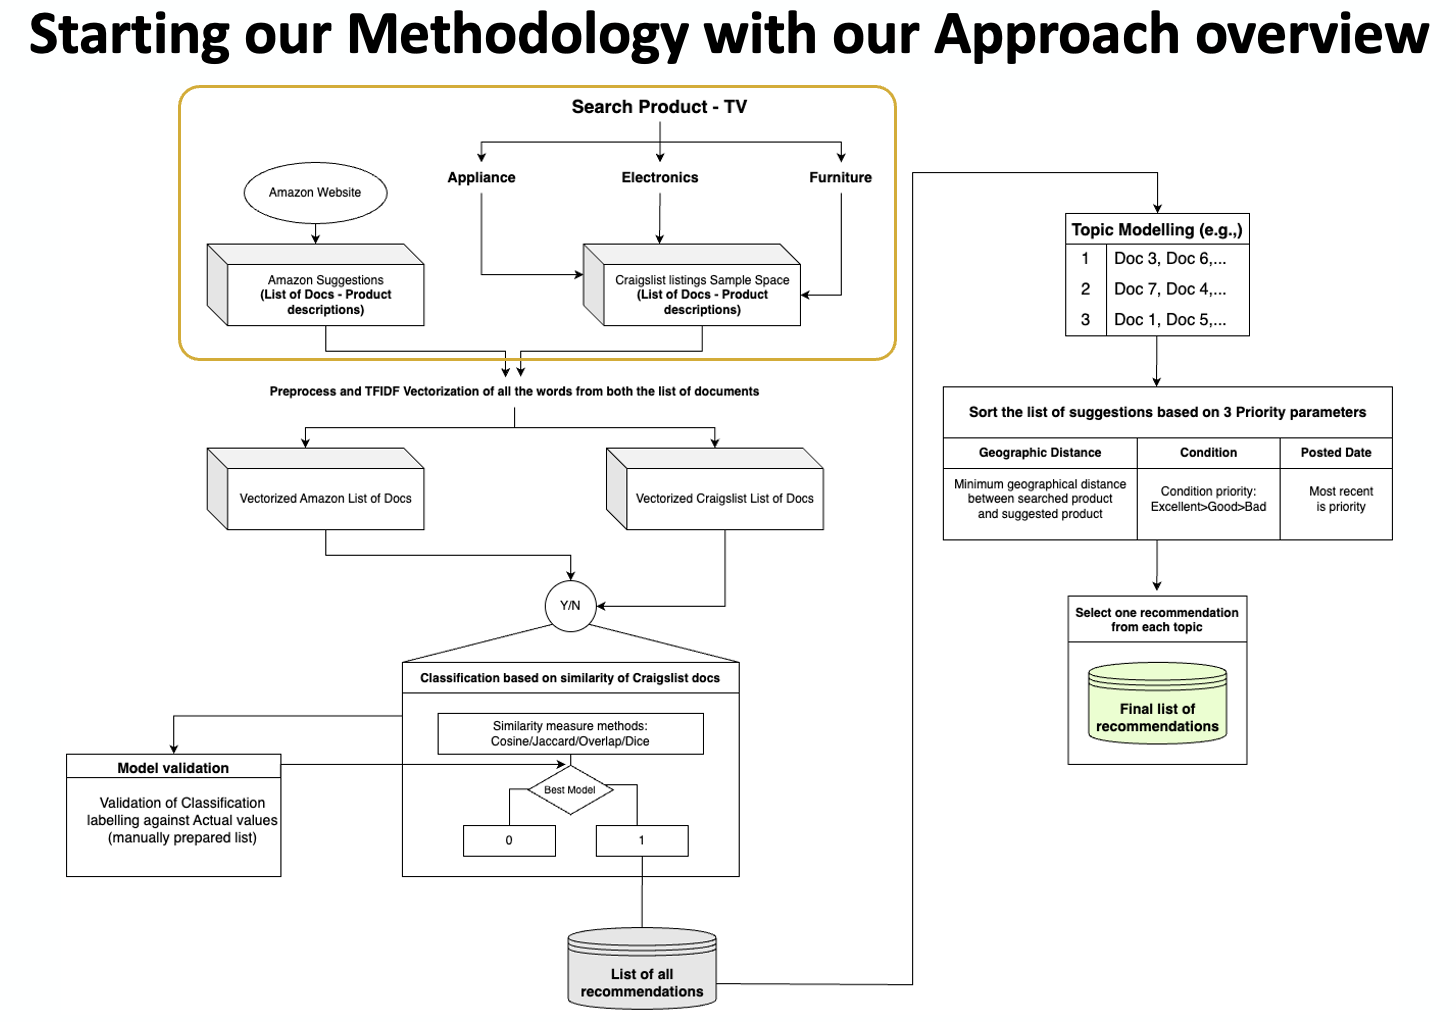 Starting our Methodology with our Approach overview
Search Product - TV
Appliance
Electronics
Furniture
Amazon Website
Amazon Suggestions
(List of Docs - Product
descriptions)
Craigslist listings Sample Space
(List of Docs - Product
descriptions)
Preprocess and TFIDF Vectorization of all the words from both the list of documents
Vectorized Amazon List of Docs
Vectorized Craigslist List of Docs
Y/N
Classification based on similarity of Craigslist docs
Similarity measure methods:
Cosine/Jaccard/Overlap/Dice
Best Model
0
1
Model validation
Validation of Classification
labelling against Actual values
(manually prepared list)
List of all
recommendations
Topic Modelling (e.g.,)
1 Doc 3, Doc 6,...
2 Doc 7, Doc 4,...
3 Doc 1, Doc 5,...
Sort the list of suggestions based on 3 Priority parameters
Geographic Distance
Condition
Posted Date
Minimum geographical distance
between searched product
and suggested product
Condition priority:
Excellent>Good>Bad
Most recent
is priority
Select one recommendation
from each topic
Final list of
recommendations